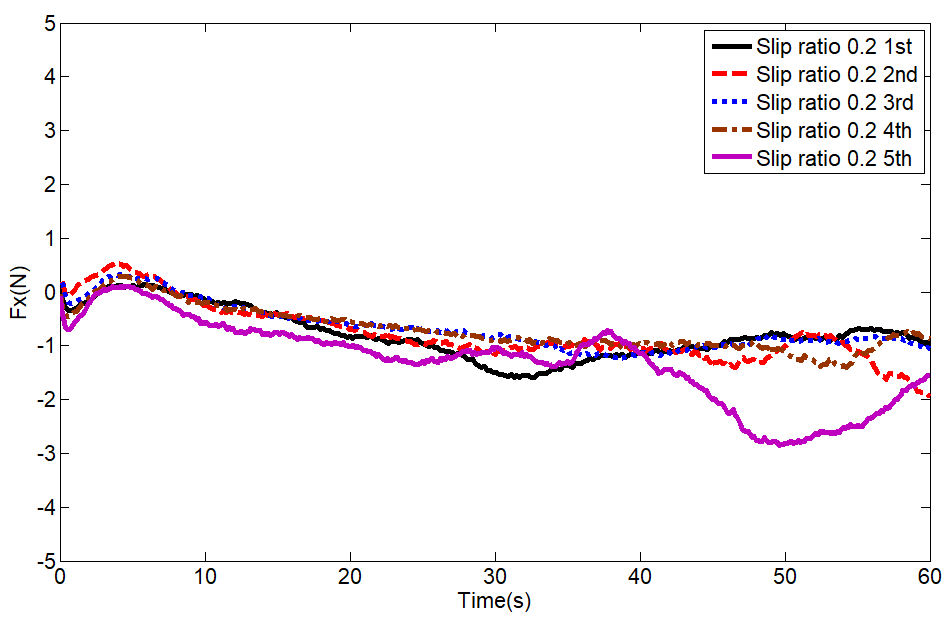 5
4
3
2
1
0
-1
-2
-3
-4
-5
Fx(N)
Slip ratio 0.2 1st
Slip ratio 0.2 2nd
Slip ratio 0.2 3rd
Slip ratio 0.2 4th
Slip ratio 0.2 5th
0 10 20 30 40 50 60
Time(s)